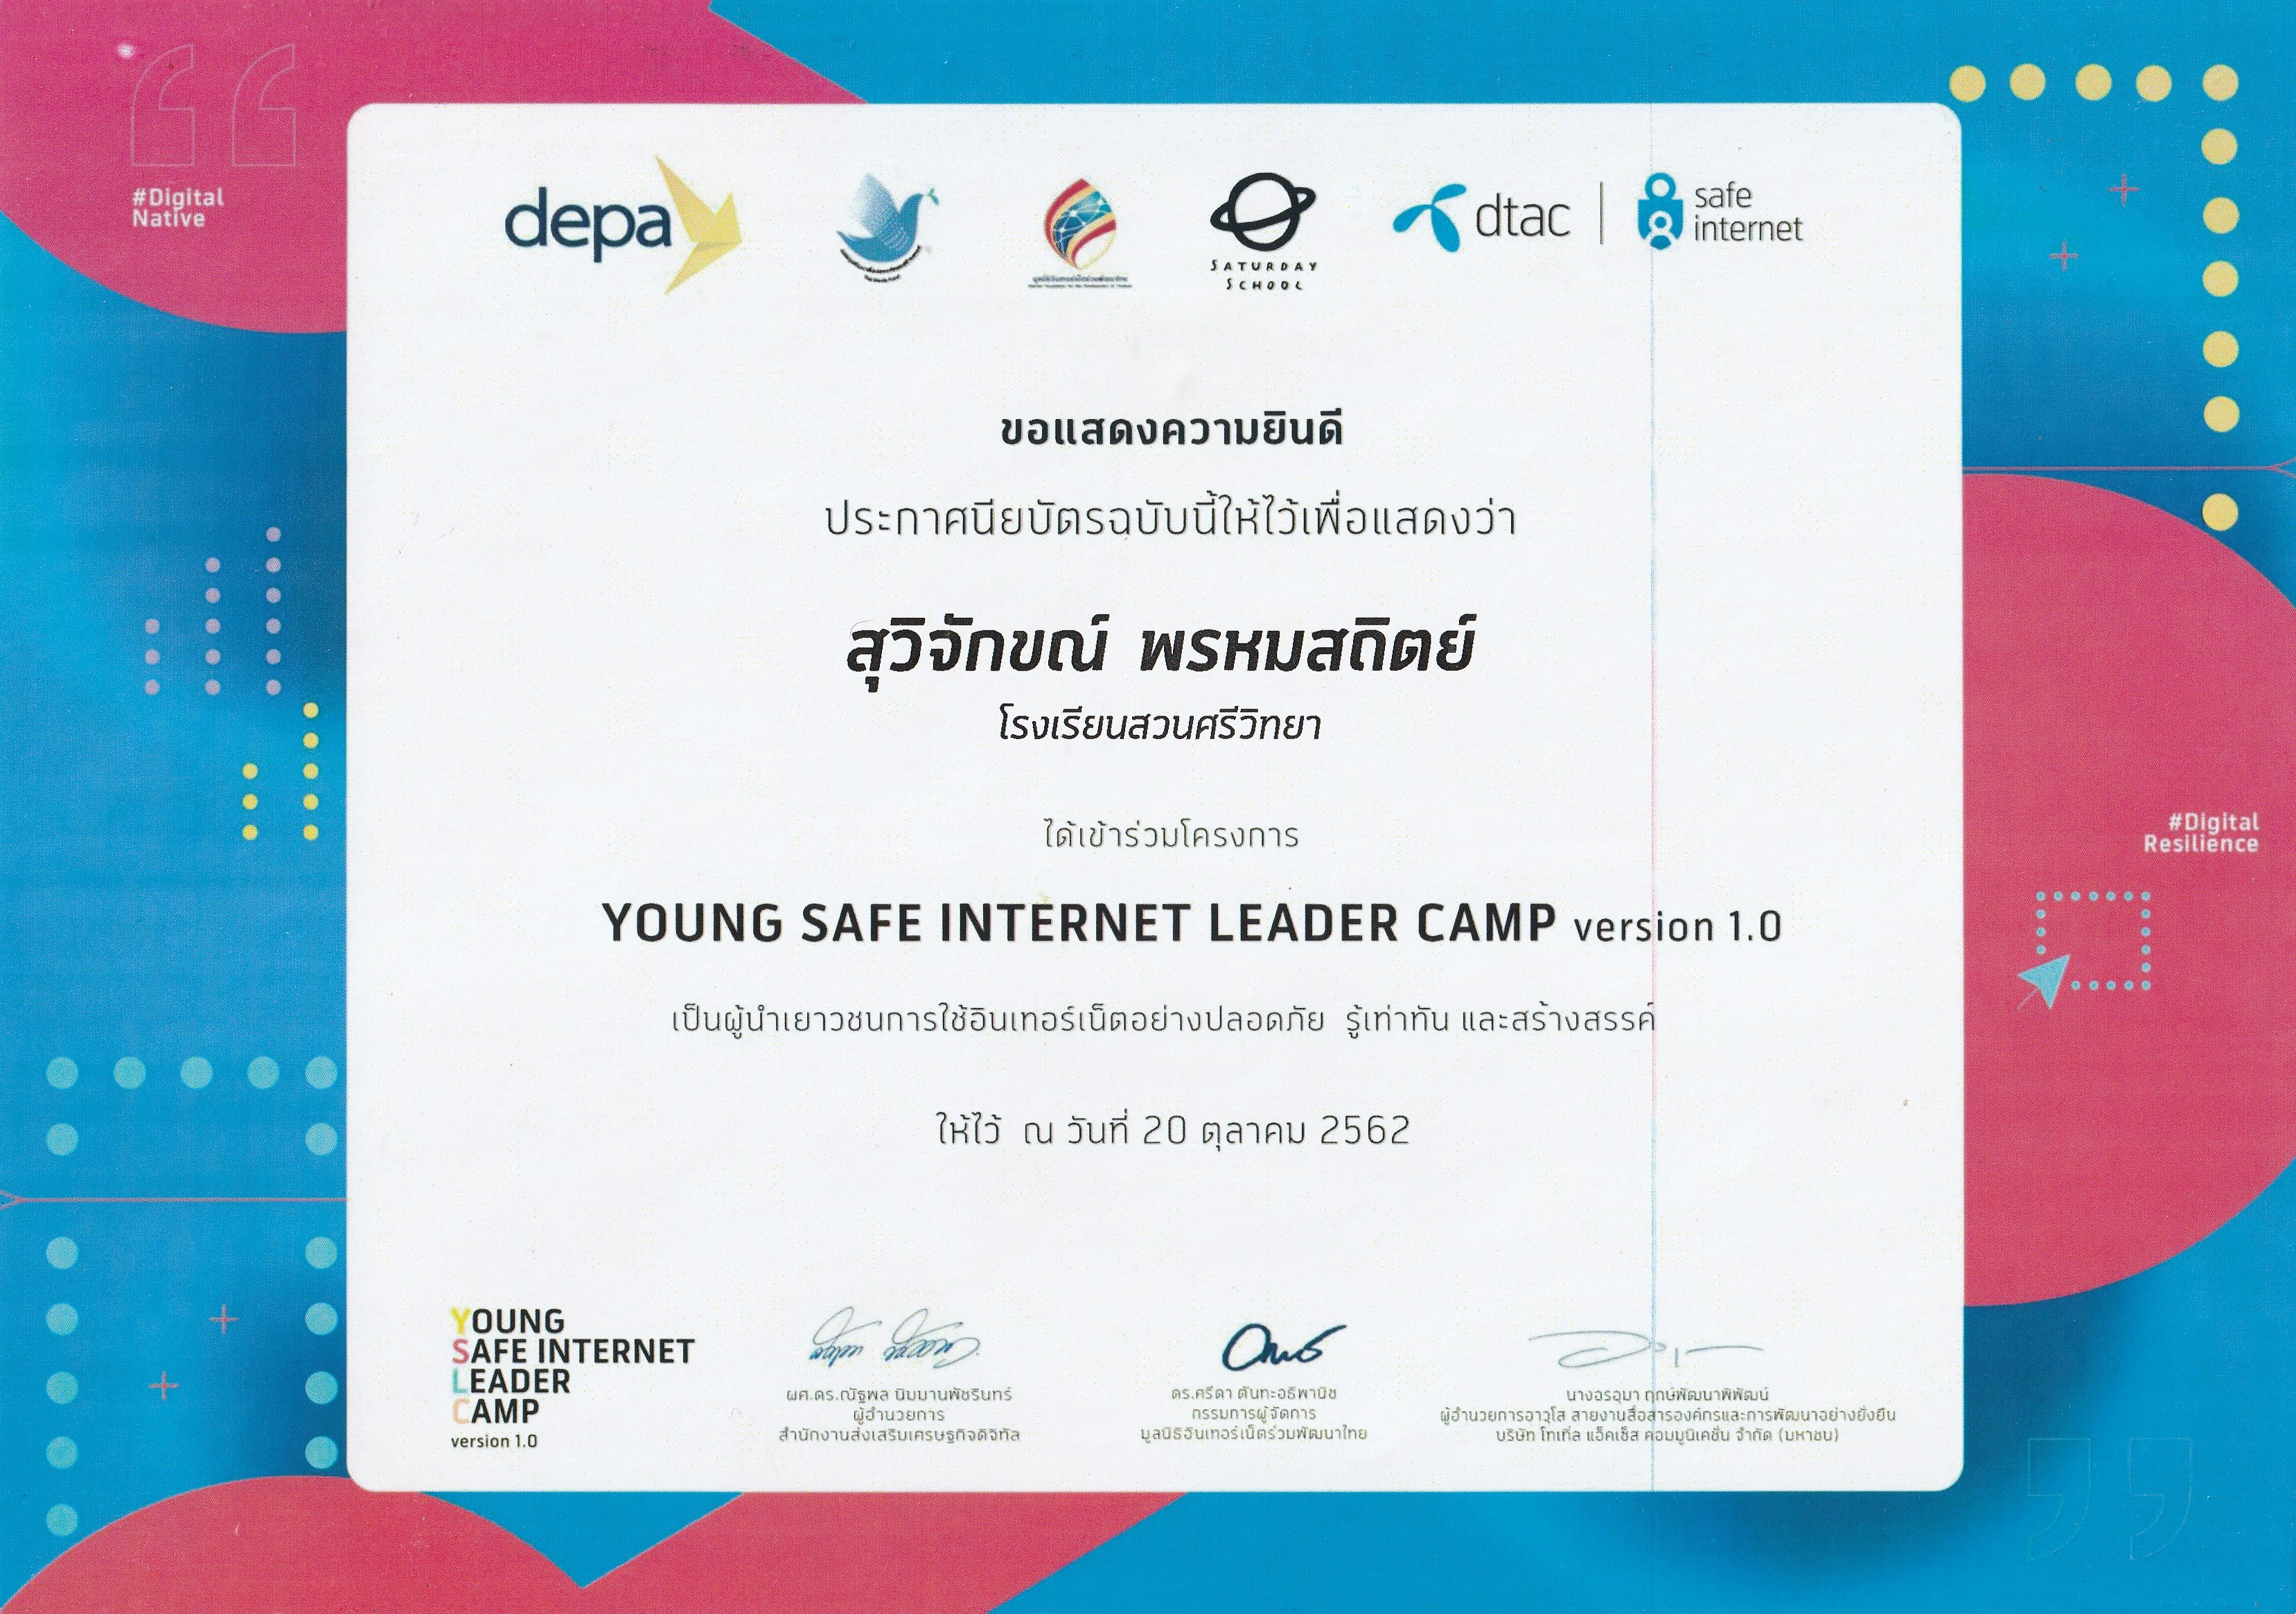 #Digital
Native
depa
SATURDAY
SCHOOL
dtac
safe
internet
ขอแสดงความยินดี
ประกาศนียบัตรฉบับนี้ให้ไว้เพื่อแสดงว่า
สุวิจักขณ์ พรหมสถิตย์
โรงเรียนสวนศรีวิทยา
ได้เข้าร่วมโครงการ
YOUNG SAFE INTERNET LEADER CAMP version 1.0
เป็นผู้นำเยาวชนการใช้อินเทอร์เน็ตอย่างปลอดภัย รู้เท่าทัน และสร้างสรรค์
ให้ไว้ ณ วันที่ 20 ตุลาคม 2562
#Digital
Resilience
YOUNG
SAFE INTERNET
LEADER
CAMP
version 1.0
ผศ.ดร.ณัฐพล นิมมานพัชรินทร์
ผู้อำนวยการ
สำนักงานส่งเสริมเศรษฐกิจดิจิทัล
ดร.ศรีดา ตันทะอธิพานิช
กรรมการผู้จัดการ
มูลนิธิอินเทอร์เน็ตร่วมพัฒนาไทย
นางอรอุมา ฤกษ์พัฒนาพิพัฒน์
ผู้อำนวยการอาวุโส สายงานสื่อสารองค์กรและการพัฒนาอย่างยั่งยืน
บริษัท โทเทิ่ล แอ็คเซ็ส คอมมูนิเคชั่น จำกัด (มหาชน)